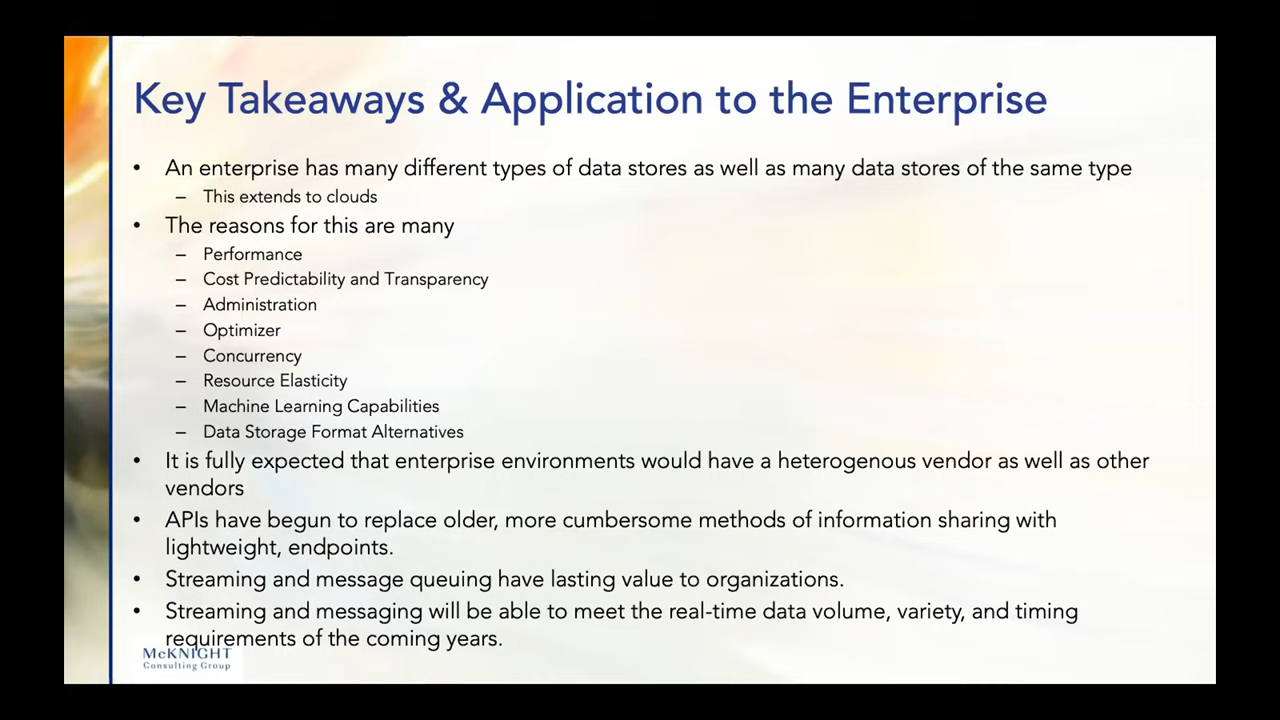 Key Takeaways & Application to the Enterprise
• An enterprise has many different types of data stores as well as many data stores of the same type
– This extends to clouds
• The reasons for this are many
– Performance
– Cost Predictability and Transparency
– Administration
– Optimizer
– Concurrency
– Resource Elasticity
– Machine Learning Capabilities
– Data Storage Format Alternatives
• It is fully expected that enterprise environments would have a heterogenous vendor as well as other
vendors
• APIs have begun to replace older, more cumbersome methods of information sharing with
lightweight, endpoints.
• Streaming and message queuing have lasting value to organizations.
• Streaming and messaging will be able to meet the real-time data volume, variety, and timing
requirements of the coming years.
McKNIGHT
Consulting Group